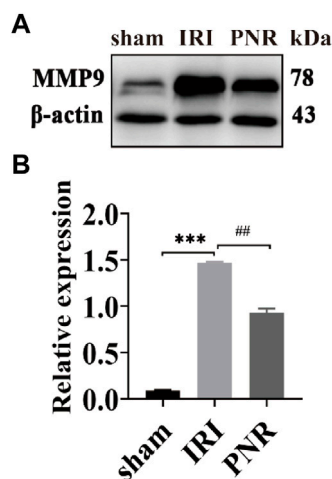 A
sham IRI PNR kDa
MMP9 78
β-actin 43
B
Relative expression
2.0
*** ##
1.5
1.0
0.5
0.0
sham IRI PNR